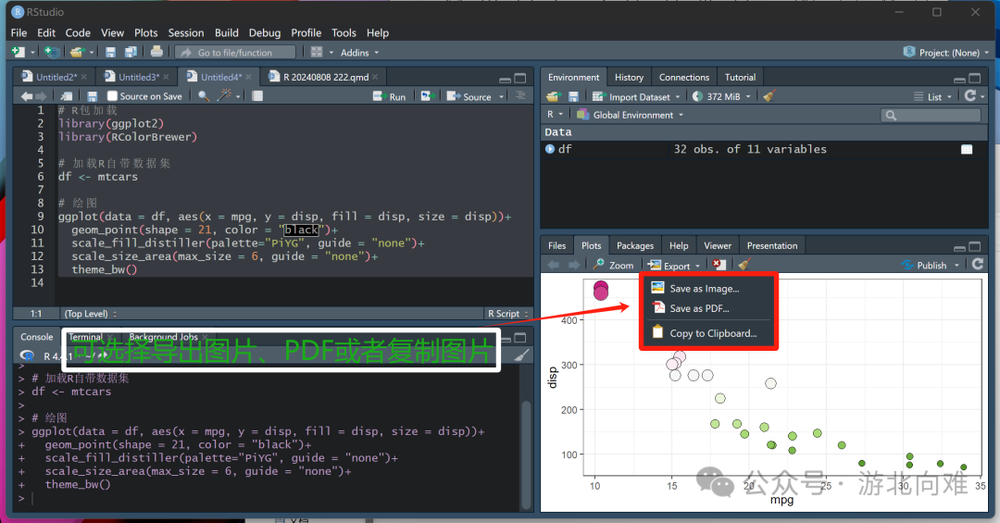 RStudio
File Edit Code View Plots Session Build Debug Profile Tools Help
Go to file/function Addins Project: (None)
Untitled2* Untitled3* Untitled4* R 20240808 222.qmd
Source on Save Run Source
1 # R包加载
2 library(ggplot2)
3 library(RColorBrewer)
4
5 # 加载R自带数据集
6 df <- mtcars
7
8 # 绘图
9 ggplot(data = df, aes(x = mpg, y = disp, fill = disp, size = disp))+
10 geom_point(shape = 21, color = "black")+
11 scale_fill_distiller(palette="PiYG", guide = "none")+
12 scale_size_area(max_size = 6, guide = "none")+
13 theme_bw()
14
1:1 (Top Level) R Script
Console Terminal Background Jobs
R 4.4.1 · ~/
可选择导出图片、PDF或者复制图片
>
> # 加载R自带数据集
> df <- mtcars
>
> # 绘图
> ggplot(data = df, aes(x = mpg, y = disp, fill = disp, size = disp))+
+ geom_point(shape = 21, color = "black")+
+ scale_fill_distiller(palette="PiYG", guide = "none")+
+ scale_size_area(max_size = 6, guide = "none")+
+ theme_bw()
>
Environment History Connections Tutorial
Import Dataset 372 MiB List
R Global Environment
Data
df 32 obs. of 11 variables
Files Plots Packages Help Viewer Presentation
Zoom Export Publish
Save as Image...
Save as PDF...
Copy to Clipboard...
400
300
200
100
disp
10 15 20 25 30 35
mpg
公众号 · 游北向难